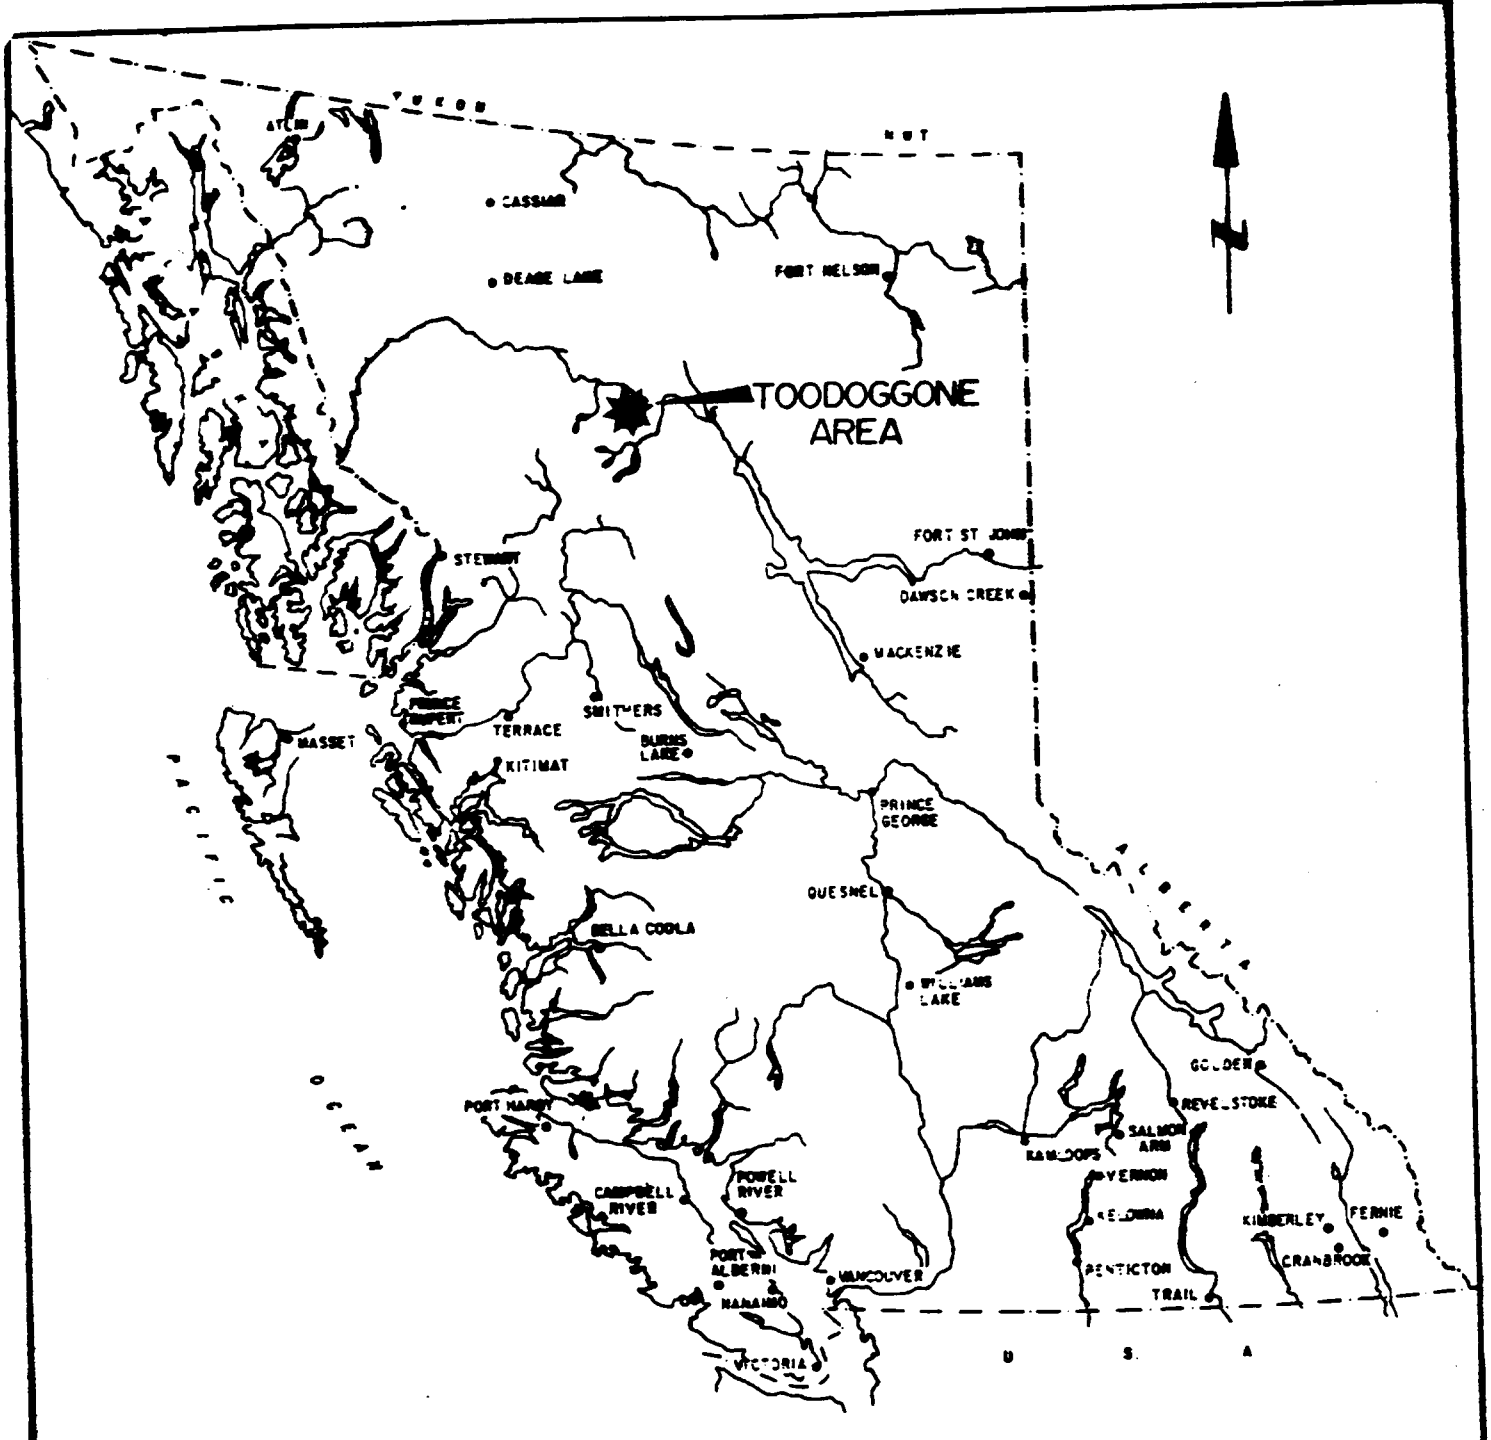 YUKON
NWT
ATLIN
CASSIAR
DEASE LAKE
FORT NELSON
N
TOODOGGONE
AREA
STEWART
FORT ST JOHN
DAWSON CREEK
MACKENZIE
PRINCE
RUPERT
TERRACE
SMITHERS
MASSET
BURNS
LAKE
KITIMAT
PRINCE
GEORGE
PACIFIC
ALBERTA
QUESNEL
BELLA COOLA
WILLIAMS
LAKE
OCEAN
GOLDEN
PORT HARDY
REVELSTOKE
SALMON
ARM
KAMLOOPS
VERNON
POWELL
RIVER
CAMPBELL
RIVER
KELOWNA
KIMBERLEY
FERNIE
PORT
ALBERNI
CRANBROOK
PENTICTON
VANCOUVER
TRAIL
NANAIMO
VICTORIA
USA